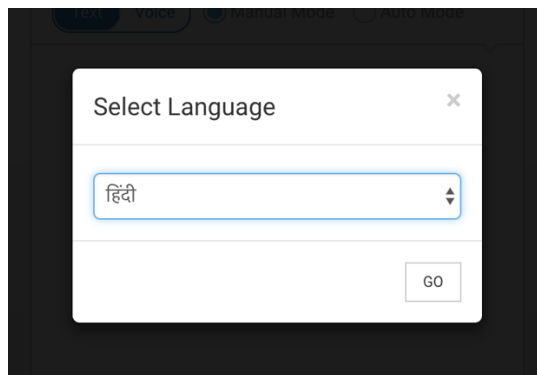 Text Voice Manual Mode Auto Mode
Select Language ×
हिंदी
GO